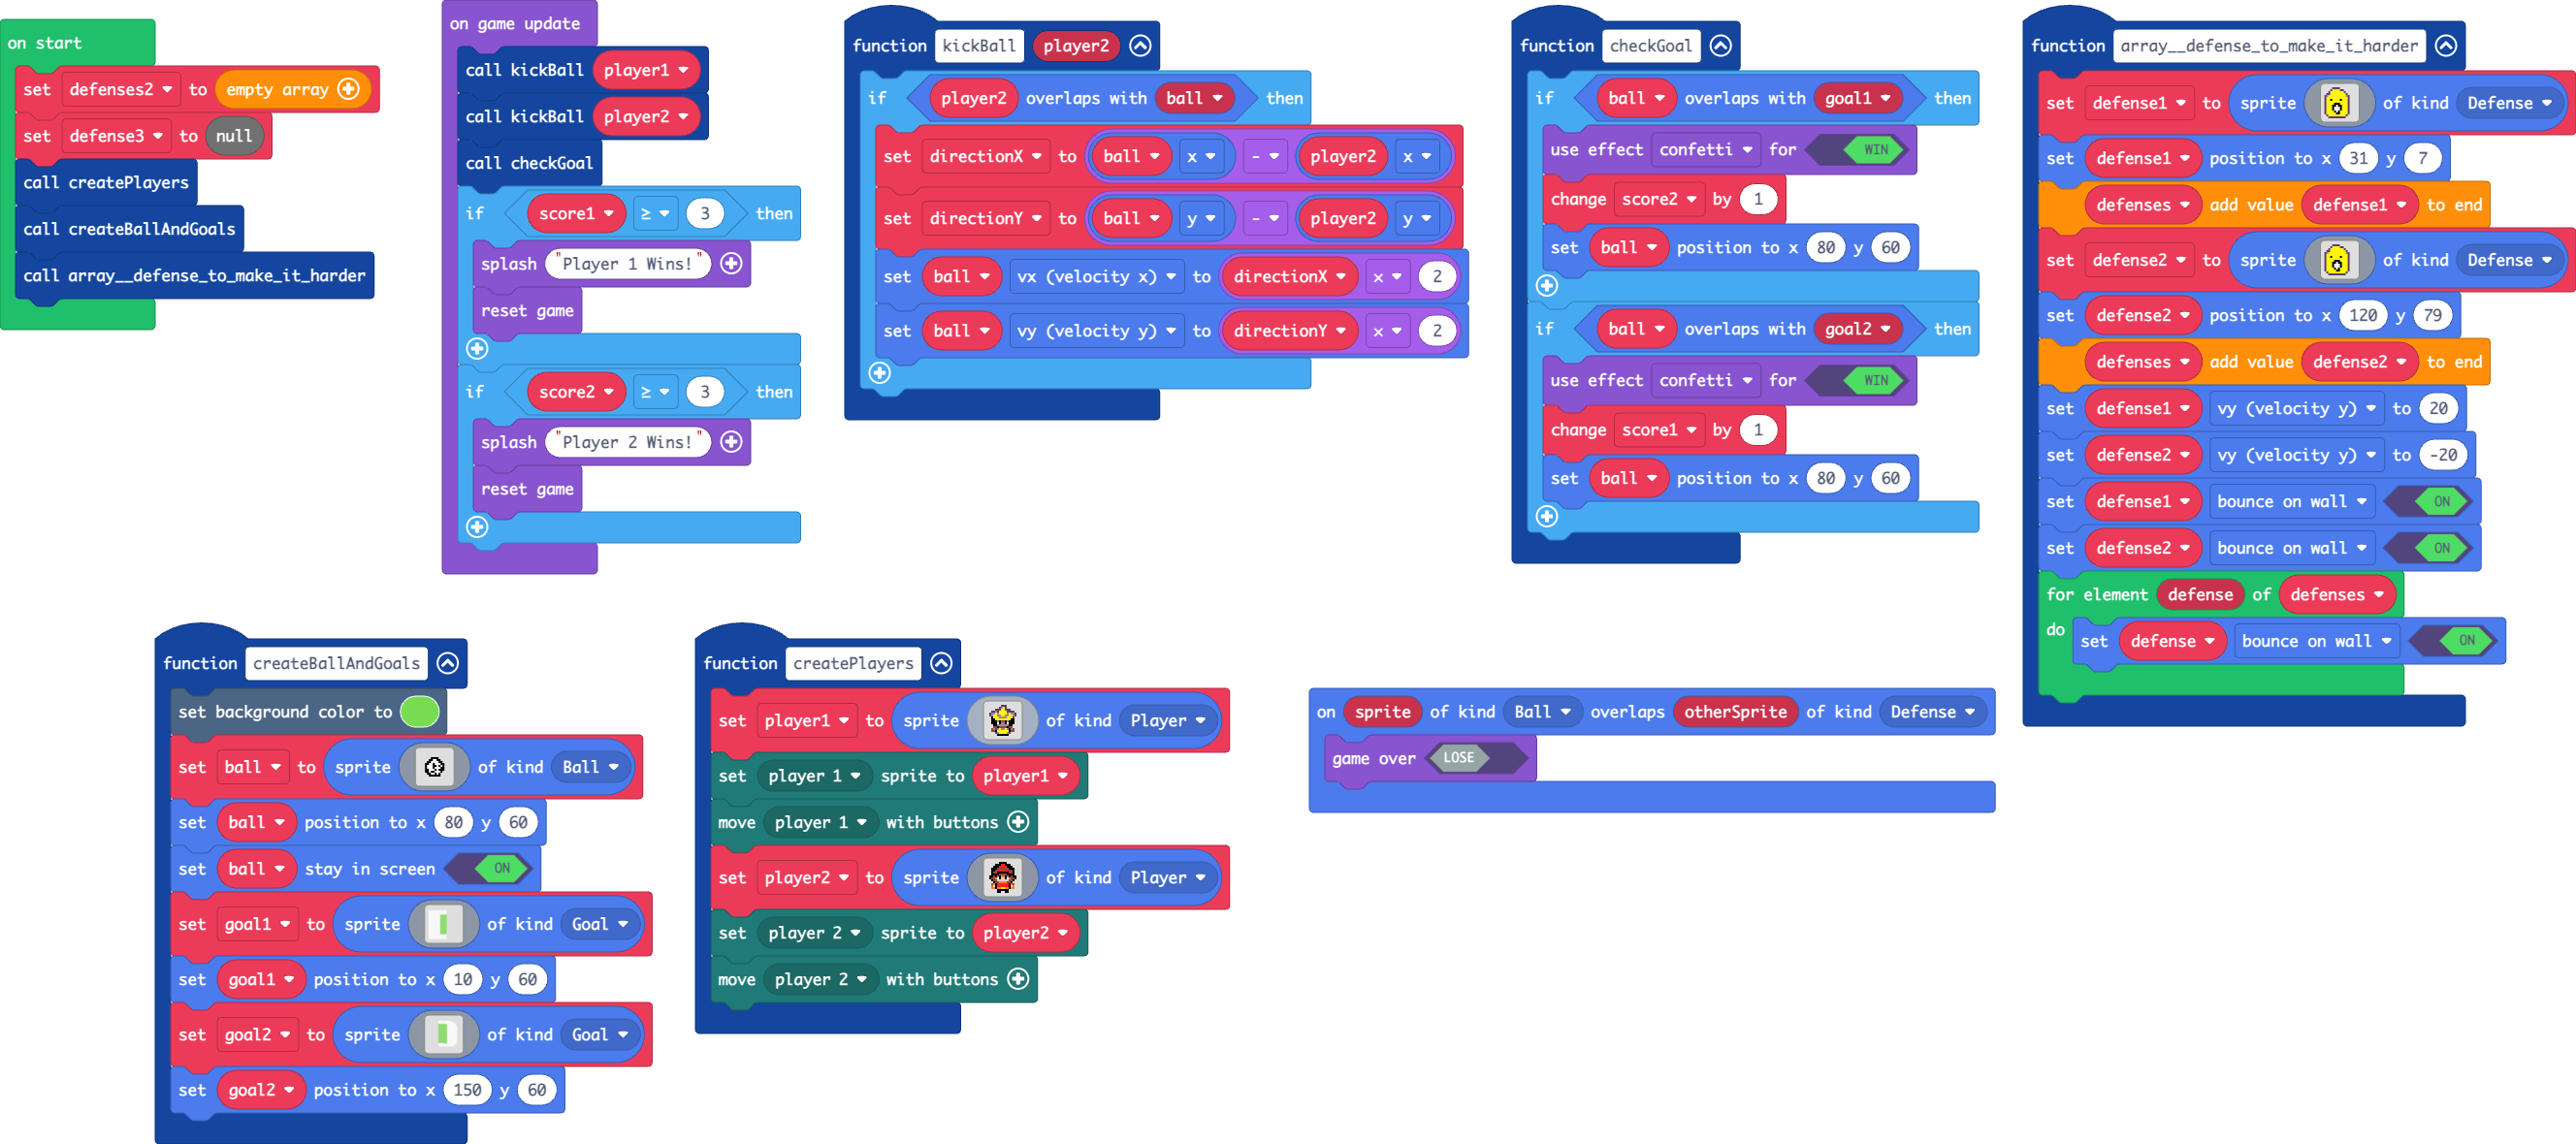 on start
set defenses2 to empty array
set defense3 to null
call createPlayers
call createBallAndGoals
call array__defense_to_make_it_harder
on game update
call kickBall player1
call kickBall player2
call checkGoal
if score1 ≥ 3 then
splash "Player 1 Wins!"
reset game
if score2 ≥ 3 then
splash "Player 2 Wins!"
reset game
function kickBall player2
if player2 overlaps with ball then
set directionX to ball x - player2 x
set directionY to ball y - player2 y
set ball vx (velocity x) to directionX × 2
set ball vy (velocity y) to directionY × 2
function checkGoal
if ball overlaps with goal1 then
use effect confetti for WIN
change score2 by 1
set ball position to x 80 y 60
if ball overlaps with goal2 then
use effect confetti for WIN
change score1 by 1
set ball position to x 80 y 60
function array__defense_to_make_it_harder
set defense1 to sprite of kind Defense
set defense1 position to x 31 y 7
defenses add value defense1 to end
set defense2 to sprite of kind Defense
set defense2 position to x 120 y 79
defenses add value defense2 to end
set defense1 vy (velocity y) to 20
set defense2 vy (velocity y) to -20
set defense1 bounce on wall ON
set defense2 bounce on wall ON
for element defense of defenses
do set defense bounce on wall ON
function createBallAndGoals
set background color to
set ball to sprite of kind Ball
set ball position to x 80 y 60
set ball stay in screen ON
set goal1 to sprite of kind Goal
set goal1 position to x 10 y 60
set goal2 to sprite of kind Goal
set goal2 position to x 150 y 60
function createPlayers
set player1 to sprite of kind Player
set player 1 sprite to player1
move player 1 with buttons
set player2 to sprite of kind Player
set player 2 sprite to player2
move player 2 with buttons
on sprite of kind Ball overlaps otherSprite of kind Defense
game over LOSE